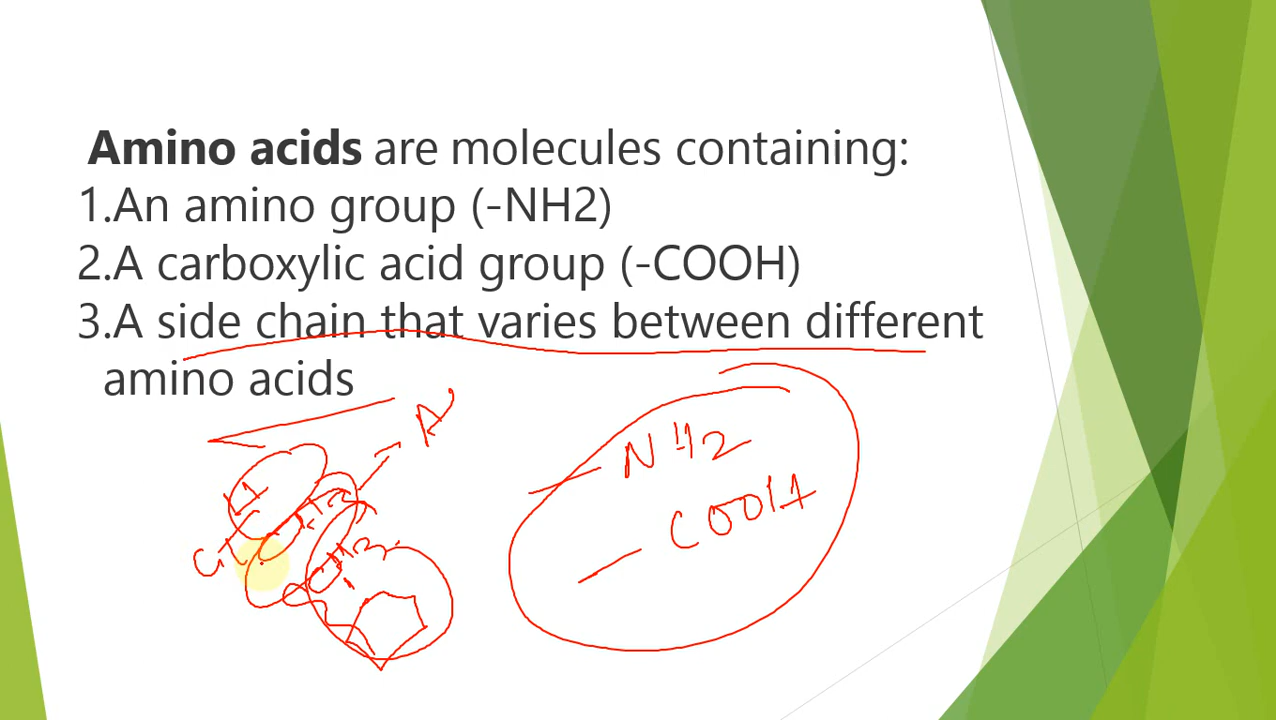 Amino acids are molecules containing:
1.An amino group (-NH2)
2.A carboxylic acid group (-COOH)
3.A side chain that varies between different
amino acids
- NH2
- COOH